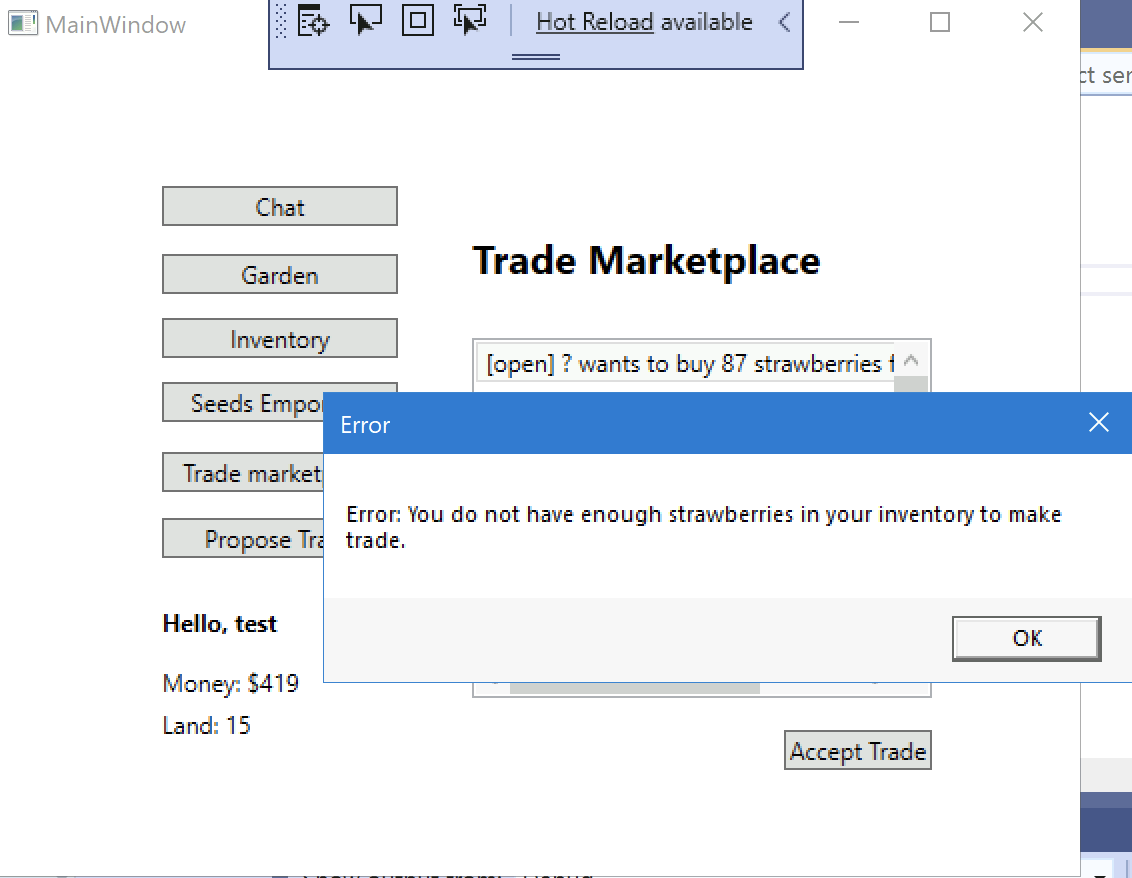 MainWindow
Hot Reload available
ct ser
Chat
Garden
Inventory
Seeds Empor
Trade market
Propose Tra
Trade Marketplace
[open] ? wants to buy 87 strawberries f
Error
Error: You do not have enough strawberries in your inventory to make
trade.
OK
Hello, test
Money: $419
Land: 15
Accept Trade